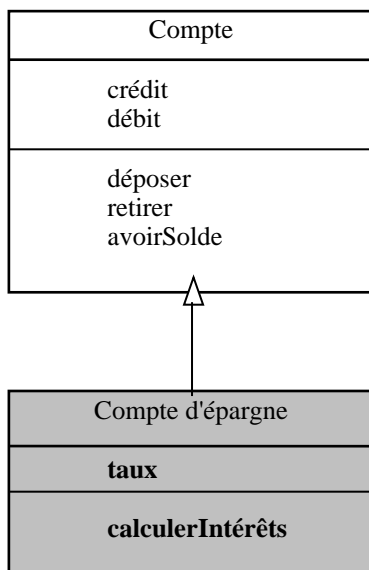 Compte
crédit
débit
déposer
retirer
avoirSolde
Compte d'épargne
taux
calculerIntérêts